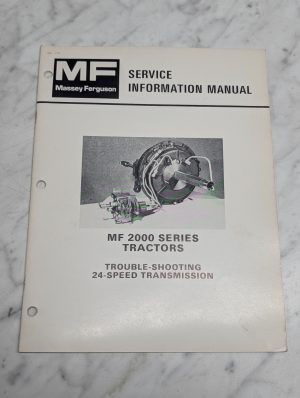 MF
Massey Ferguson
SERVICE
INFORMATION MANUAL
MF 2000 SERIES
TRACTORS
TROUBLE-SHOOTING
24-SPEED TRANSMISSION